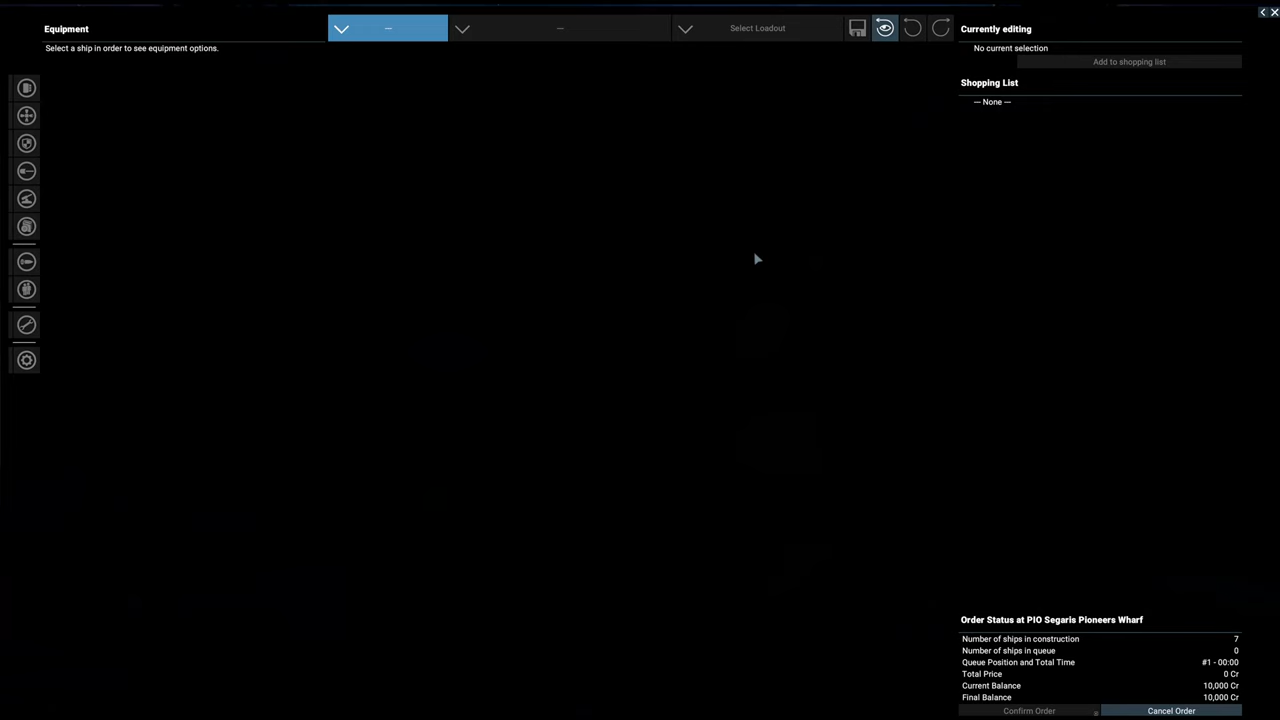 Equipment
Select a ship in order to see equipment options.
—
—
Select Loadout
Currently editing
No current selection
Add to shopping list
Shopping List
--- None ---
Order Status at PIO Segaris Pioneers Wharf
Number of ships in construction 7
Number of ships in queue 0
Queue Position and Total Time #1 - 00:00
Total Price 0 Cr
Current Balance 10,000 Cr
Final Balance 10,000 Cr
Confirm Order
Cancel Order